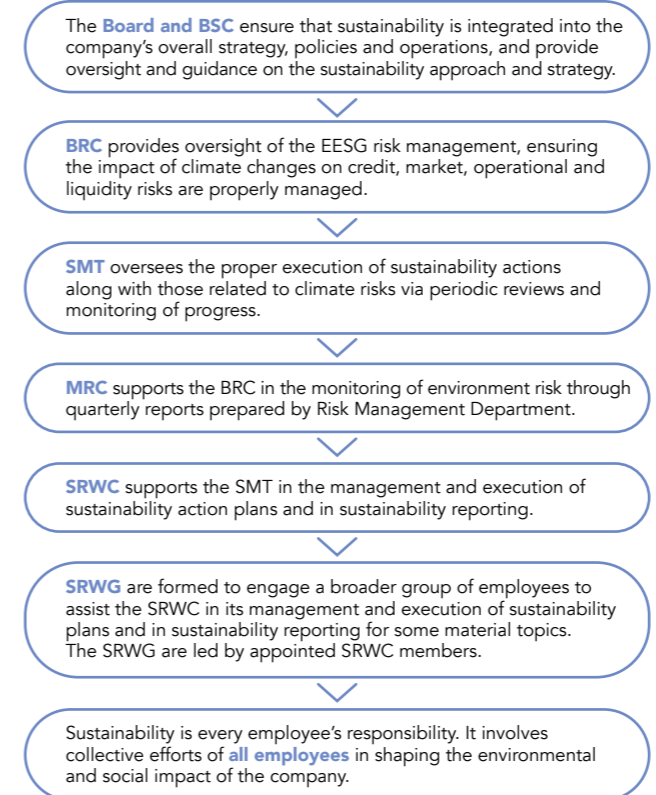 The Board and BSC ensure that sustainability is integrated into the
company’s overall strategy, policies and operations, and provide
oversight and guidance on the sustainability approach and strategy.
BRC provides oversight of the EESG risk management, ensuring
the impact of climate changes on credit, market, operational and
liquidity risks are properly managed.
SMT oversees the proper execution of sustainability actions
along with those related to climate risks via periodic reviews and
monitoring of progress.
MRC supports the BRC in the monitoring of environment risk through
quarterly reports prepared by Risk Management Department.
SRWC supports the SMT in the management and execution of
sustainability action plans and in sustainability reporting.
SRWG are formed to engage a broader group of employees to
assist the SRWC in its management and execution of sustainability
plans and in sustainability reporting for some material topics.
The SRWG are led by appointed SRWC members.
Sustainability is every employee’s responsibility. It involves
collective efforts of all employees in shaping the environmental
and social impact of the company.